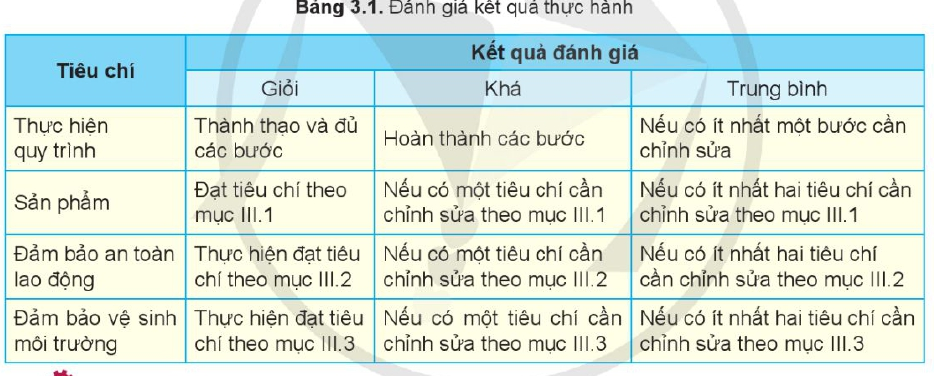 Bảng 3.1. Đánh giá kết quả thực hành
Tiêu chí
Kết quả đánh giá
Giỏi
Khá
Trung bình
Thực hiện
quy trình
Thành thạo và đủ
các bước
Hoàn thành các bước
Nếu có ít nhất một bước cần
chỉnh sửa
Sản phẩm
Đạt tiêu chí theo
mục III.1
Nếu có một tiêu chí cần
chỉnh sửa theo mục III.1
Nếu có ít nhất hai tiêu chí cần
chỉnh sửa theo mục III.1
Đảm bảo an toàn
lao động
Thực hiện đạt tiêu
chí theo mục III.2
Nếu có một tiêu chí cần
chỉnh sửa theo mục III.2
Nếu có ít nhất hai tiêu chí
cần chỉnh sửa theo mục III.2
Đảm bảo vệ sinh
môi trường
Thực hiện đạt tiêu
chí theo mục III.3
Nếu có một tiêu chí cần
chỉnh sửa theo mục III.3
Nếu có ít nhất hai tiêu chí cần
chỉnh sửa theo mục III.3